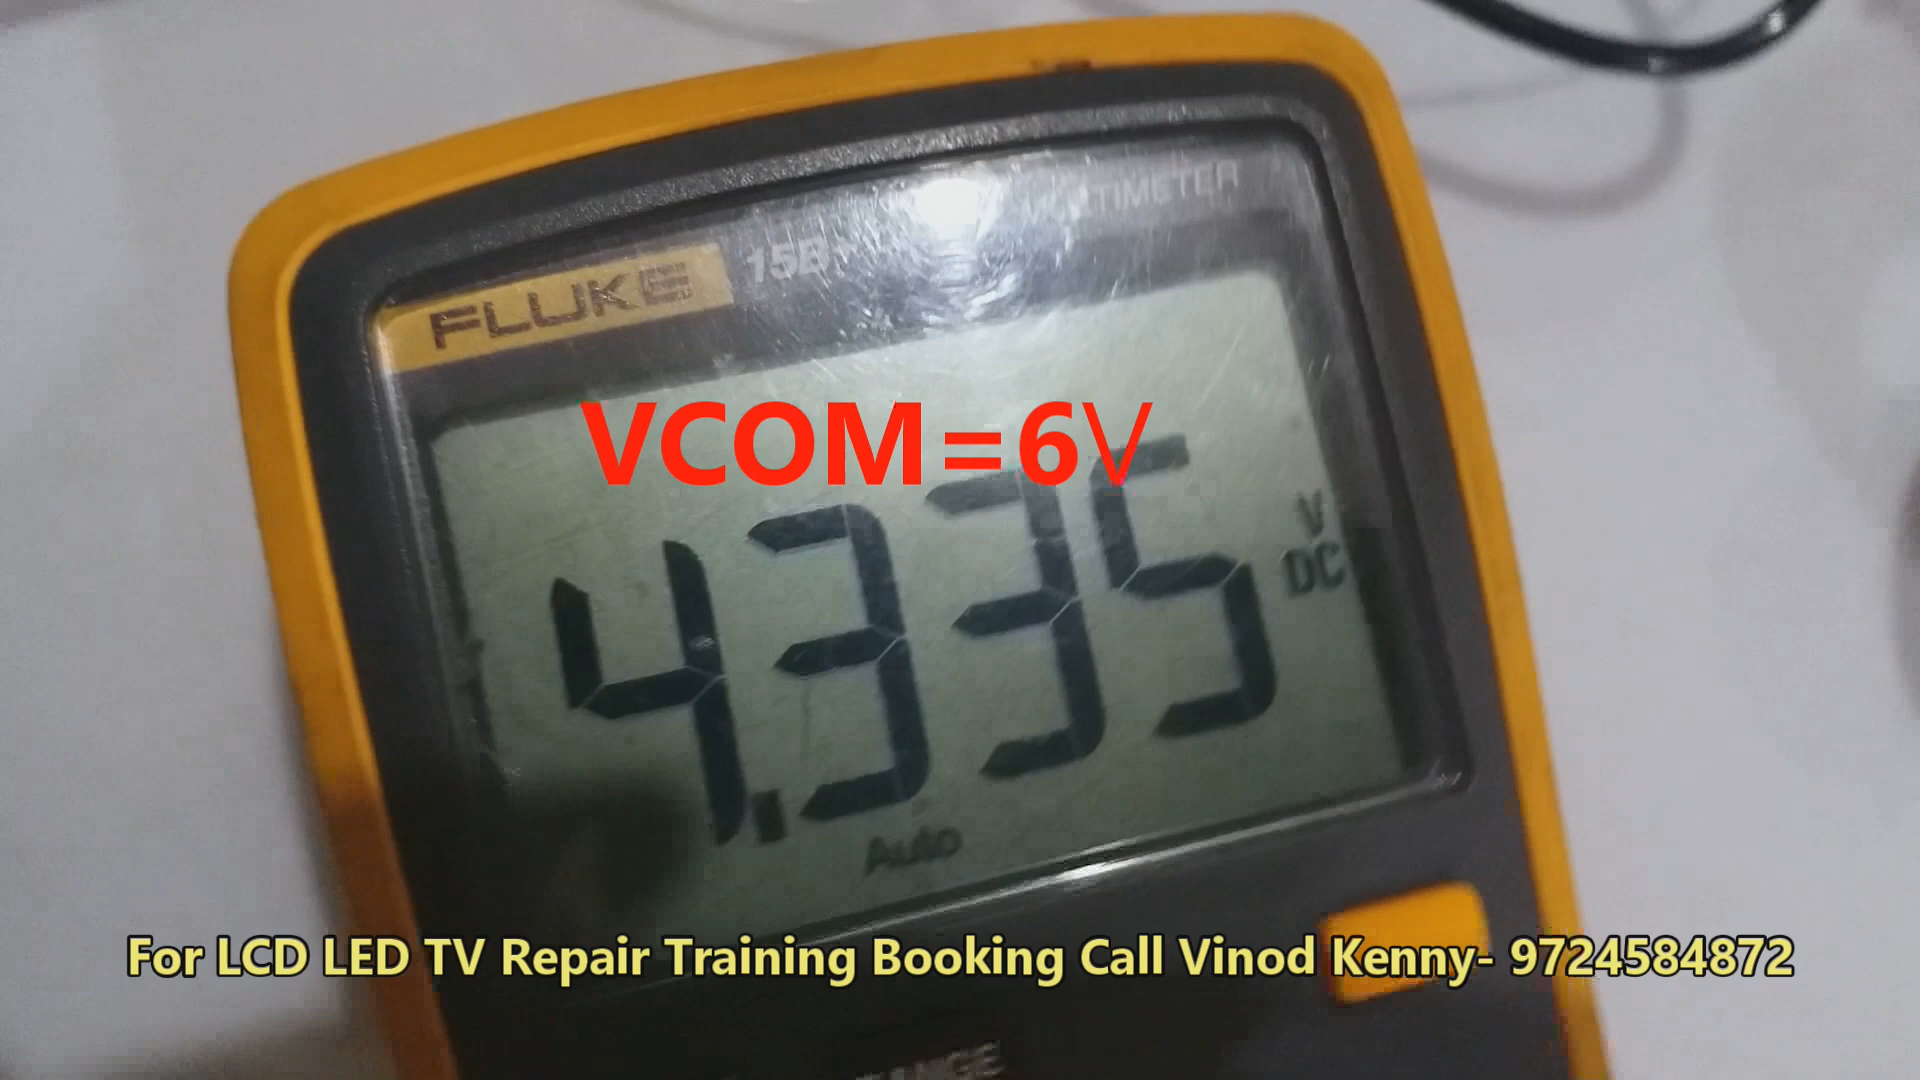 FLUKE 15B+
VCOM=6V
4.335 V DC
Auto
For LCD LED TV Repair Training Booking Call Vinod Kenny- 9724584872